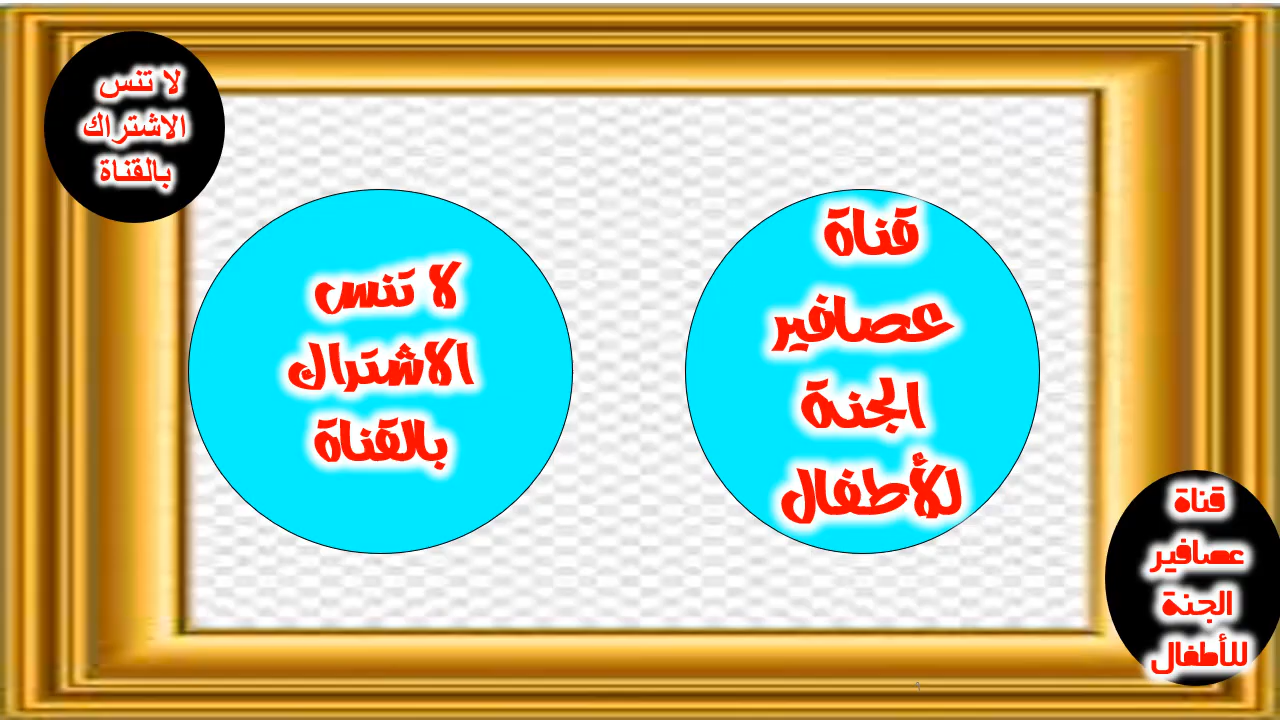 لا تنس
الاشتراك
بالقناة
قناة
عصافير
الجنة
للأطفال
لا تنس
الاشتراك
بالقناة
قناة
عصافير
الجنة
للأطفال